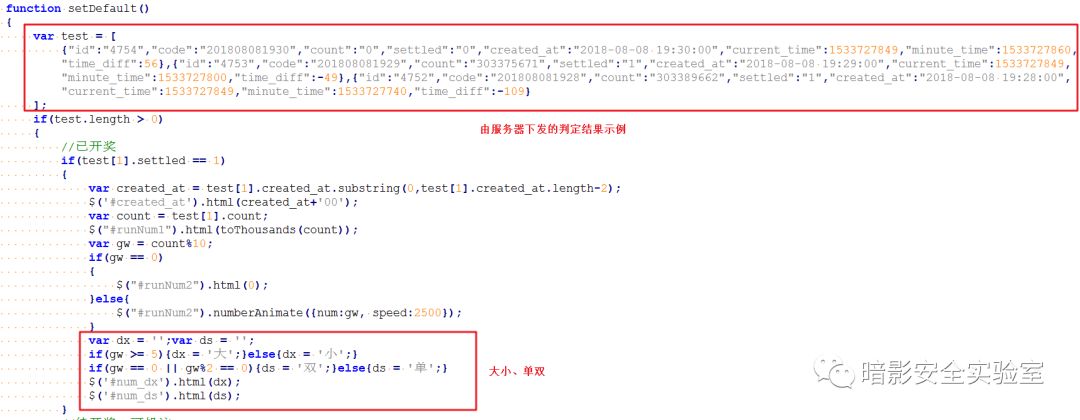 function setDefault()
{
var test = [
{"id":"4754","code":"201808081930","count":"0","settled":"0","created_at":"2018-08-08 19:30:00","current_time":1533727849,"minute_time":1533727860,
"time_diff":56},{"id":"4753","code":"201808081929","count":"303375671","settled":"1","created_at":"2018-08-08 19:29:00","current_time":1533727849,
"minute_time":1533727800,"time_diff":-49},{"id":"4752","code":"201808081928","count":"303389662","settled":"1","created_at":"2018-08-08 19:28:00",
"current_time":1533727849,"minute_time":1533727740,"time_diff":-109}
];
由服务器下发的判定结果示例
if(test.length > 0)
{
//已开奖
if(test[1].settled == 1)
{
var created_at = test[1].created_at.substring(0,test[1].created_at.length-2);
$('#created_at').html(created_at+'00');
var count = test[1].count;
$("#runNum1").html(toThousands(count));
var gw = count%10;
if(gw == 0)
{
$("#runNum2").html(0);
}else{
$("#runNum2").numberAnimate({num:gw, speed:2500});
}
var dx = '';var ds = '';
if(gw >= 5){dx = '大';}else{dx = '小';}
if(gw == 0 || gw%2 == 0){ds = '双';}else{ds = '单';}
$('#num_dx').html(dx);
$('#num_ds').html(ds);
}
大小、单双
暗影安全实验室